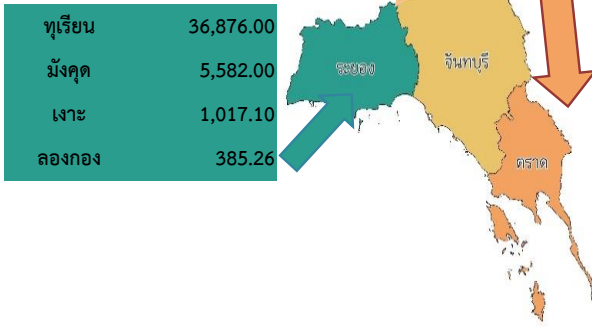 ทุเรียน 36,876.00
มังคุด 5,582.00
เงาะ 1,017.10
ลองกอง 385.26
ระยอง
จันทบุรี
ตราด